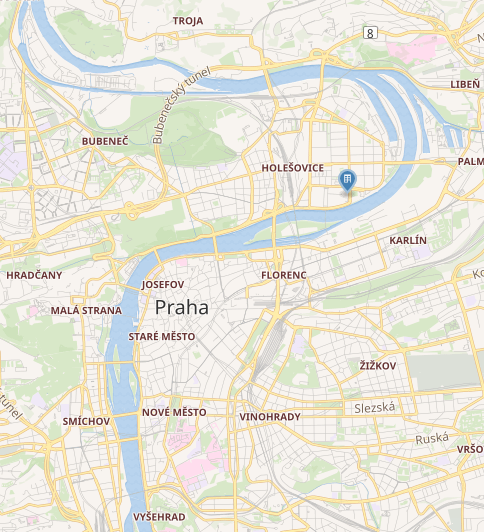 TROJA
8
Bubenečský tunel
LIBEŇ
BUBENEČ
HOLEŠOVICE
PALM
KARLÍN
HRADČANY
JOSEFOV
FLORENC
MALÁ STRANA
Praha
STARÉ MĚSTO
ŽIŽKOV
Slezská
NOVÉ MĚSTO
VINOHRADY
SMÍCHOV
Ruská
VRŠO
VYŠEHRAD
tunel